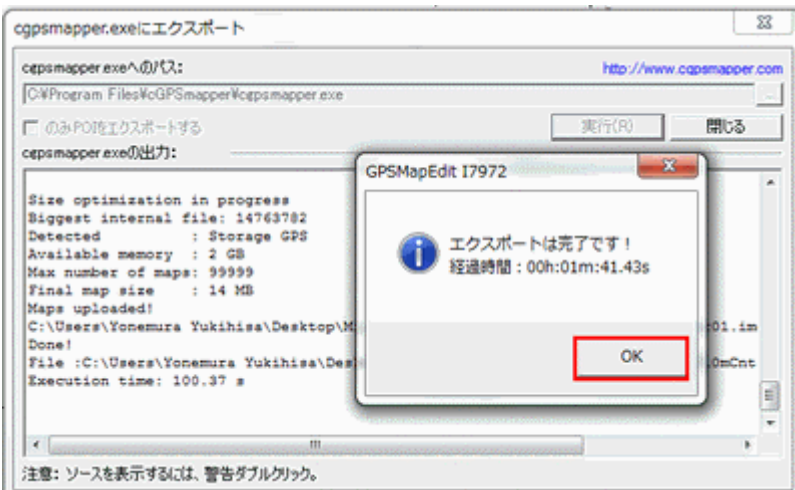 cgpsmapper.exeにエクスポート
cgpsmapper.exeへのパス:
http://www.cgpsmapper.com
C:¥Program Files¥cGPSmapper¥cgpsmapper.exe
...
のみPOIをエクスポートする
実行(R)
閉じる
cgpsmapper.exeの出力:
Size optimization in progress
Biggest internal file: 14763782
Detected : Storage GPS
Available memory : 2 GB
Max number of maps: 99999
Final map size : 14 MB
Maps uploaded!
C:\Users\Yonemura Yukihisa\Desktop\M
01.im
Done!
File :C:\Users\Yonemura Yukihisa\Des
0mCnt
Execution time: 100.37 s
GPSMapEdit I7972
エクスポートは完了です！
経過時間：00h:01m:41.43s
OK
注意: ソースを表示するには、警告ダブルクリック。